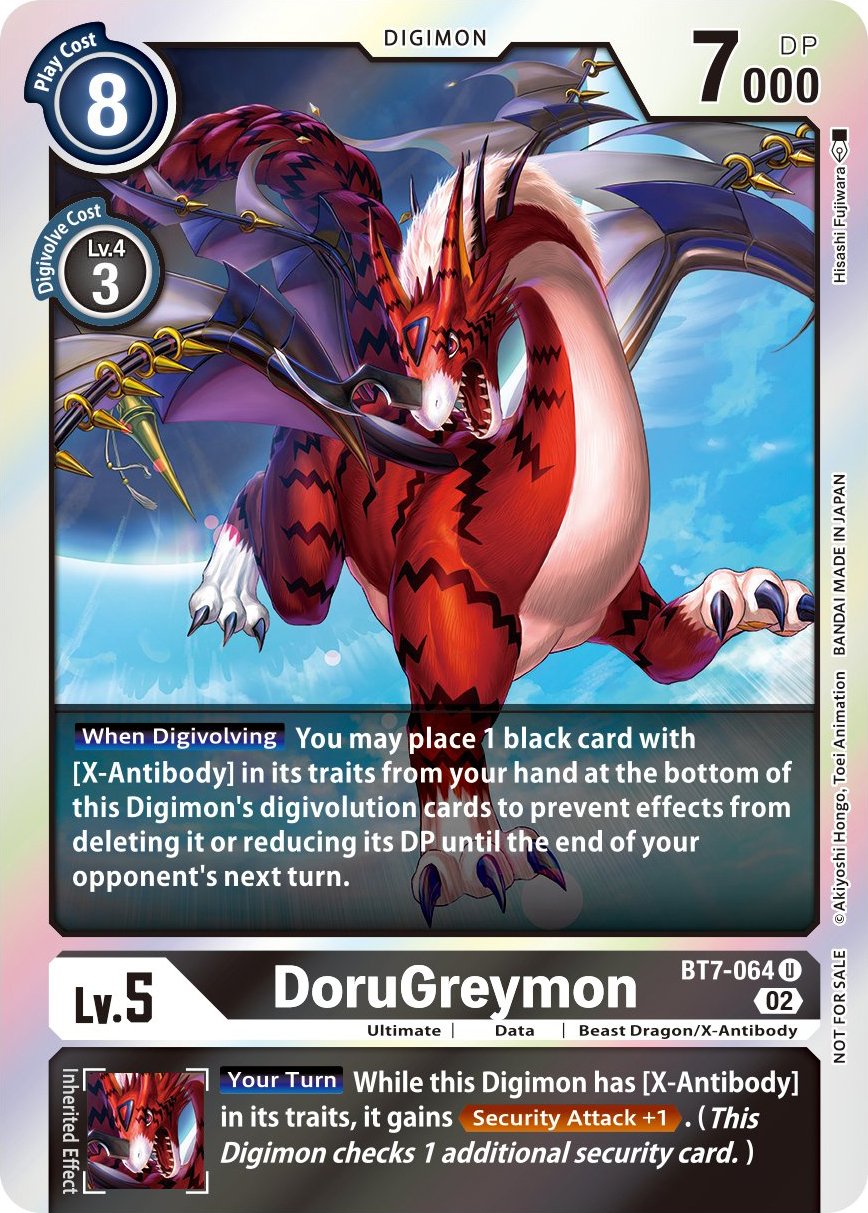 DIGIMON
Play Cost
8
7000
DP
Digivolve Cost
Lv.4
3
Hisashi Fujiwara
BANDAI MADE IN JAPAN
©Akiyoshi Hongo, Toei Animation
NOT FOR SALE
When Digivolving You may place 1 black card with
[X-Antibody] in its traits from your hand at the bottom of
this Digimon's digivolution cards to prevent effects from
deleting it or reducing its DP until the end of your
opponent's next turn.
Lv.5
DoruGreymon
BT7-064 U
02
Ultimate | Data | Beast Dragon/X-Antibody
Inherited Effect
Your Turn While this Digimon has [X-Antibody]
in its traits, it gains Security Attack +1 . (This
Digimon checks 1 additional security card. )